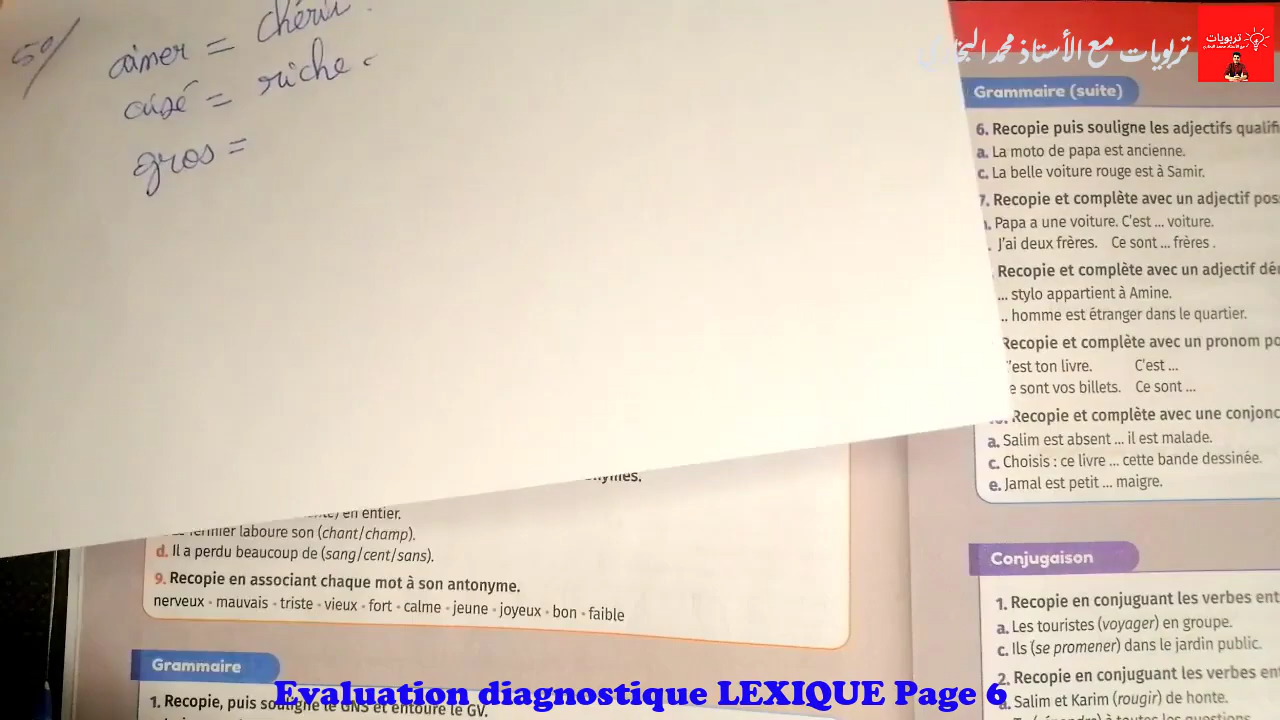 5°/
aimer = chérir.
aisé = riche.
gros =
تربويات مع الأستاذ محمد البخاري
تربويات
Grammaire (suite)
6. Recopie puis souligne les adjectifs
a. La moto de papa est ancienne.
c. La belle voiture rouge est à Samir.
7. Recopie et complète avec un adjectif
Papa a une voiture. C'est ... voiture.
J'ai deux frères. Ce sont ... frères .
Recopie et complète avec un adjectif
... stylo appartient à Amine.
.. homme est étranger dans le quartier.
Recopie et complète avec un pronom
'est ton livre. C'est ...
e sont vos billets. Ce sont ...
Recopie et complète avec une
a. Salim est absent ... il est malade.
c. Choisis : ce livre ... cette bande dessinée.
e. Jamal est petit ... maigre.
en entier.
laboure son (chant/champ).
d. Il a perdu beaucoup de (sang/cent/sans).
9. Recopie en associant chaque mot à son antonyme.
nerveux • mauvais • triste • vieux • fort • calme • jeune • joyeux • bon • faible
Conjugaison
1. Recopie en conjuguant les verbes
a. Les touristes (voyager) en groupe.
c. Ils (se promener) dans le jardin public.
2. Recopie en conjuguant les verbes
a. Salim et Karim (rougir) de honte.
Grammaire
1. Recopie, puis souligne le GNS et entoure le GV.
Evaluation diagnostique LEXIQUE Page 6